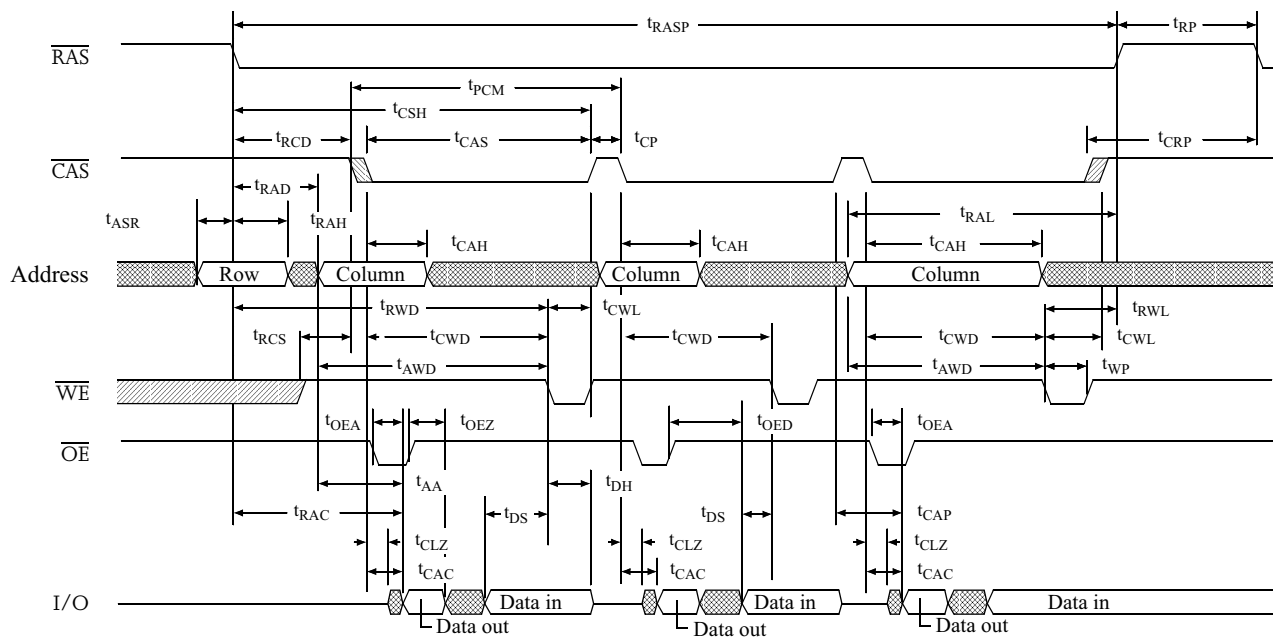 tRASP tRP
RAS
tPCM
tCSH
tRCD tCAS tCP tCRP
CAS
tRAD
tASR tRAH tRAL
tCAH tCAH tCAH
Address Row Column Column Column
tRWD tCWL tRWL
tRCS tCWD tCWD tCWD tCWL
tAWD tAWD tWP
WE
tOEA tOEZ tOED tOEA
OE
tAA tDH
tRAC tDS tDS tCAP
tCLZ tCLZ tCLZ
tCAC tCAC tCAC
I/O Data in Data in Data in
Data out Data out Data out